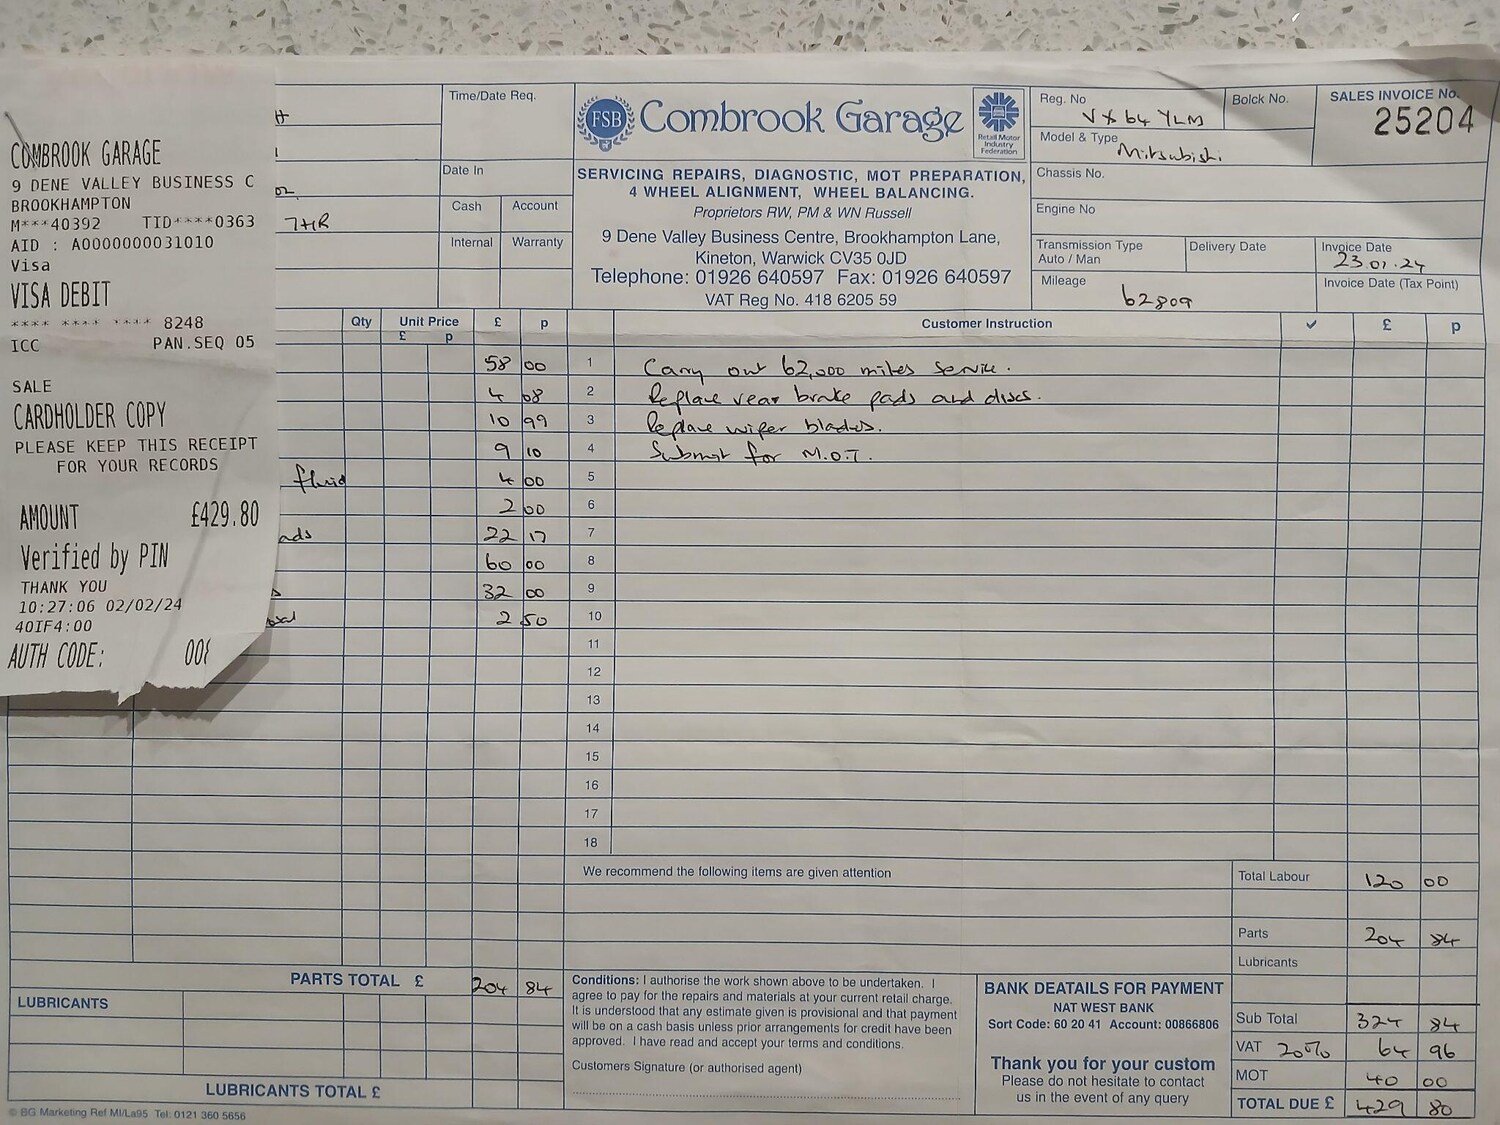 COMBROOK GARAGE
9 DENE VALLEY BUSINESS C
BROOKHAMPTON
M***40392 TID****0363
AID : A0000000031010
Visa
VISA DEBIT
**** **** **** 8248
ICC PAN.SEQ 05
SALE
CARDHOLDER COPY
PLEASE KEEP THIS RECEIPT
FOR YOUR RECORDS
AMOUNT £429.80
Verified by PIN
THANK YOU
10:27:06 02/02/24
40IF4:00
AUTH CODE: 008
7HR
Time/Date Req.
Date In
Cash Account
Internal Warranty
FSB Combrook Garage
Retail Motor
Industry
Federation
SERVICING REPAIRS, DIAGNOSTIC, MOT PREPARATION,
4 WHEEL ALIGNMENT, WHEEL BALANCING.
Proprietors RW, PM & WN Russell
9 Dene Valley Business Centre, Brookhampton Lane,
Kineton, Warwick CV35 0JD
Telephone: 01926 640597 Fax: 01926 640597
VAT Reg No. 418 6205 59
Reg. No VX64 YLM
Bolck No.
SALES INVOICE No.
25204
Model & Type Mitsubishi
Chassis No.
Engine No
Transmission Type
Auto / Man
Delivery Date
Invoice Date
23.01.24
Mileage 62809
Invoice Date (Tax Point)
Qty Unit Price £ p
£ p
Customer Instruction ✓ £ p
58 00 1 Carry out 62,000 miles service.
4 08 2 Replace rear brake pads and discs.
10 99 3 Replace wiper blades.
9 10 4 Submit for M.O.T.
fluid 4 00 5
2 00 6
ads 22 17 7
60 00 8
32 00 9
osal 2 50 10
11
12
13
14
15
16
17
18
We recommend the following items are given attention
Total Labour 120 00
Parts 204 84
Lubricants
PARTS TOTAL £ 204 84
LUBRICANTS
LUBRICANTS TOTAL £
Conditions: I authorise the work shown above to be undertaken. I
agree to pay for the repairs and materials at your current retail charge.
It is understood that any estimate given is provisional and that payment
will be on a cash basis unless prior arrangements for credit have been
approved. I have read and accept your terms and conditions.
Customers Signature (or authorised agent)
BANK DEATAILS FOR PAYMENT
NAT WEST BANK
Sort Code: 60 20 41 Account: 00866806
Thank you for your custom
Please do not hesitate to contact
us in the event of any query
Sub Total 324 84
VAT 20% 64 96
MOT 40 00
TOTAL DUE £ 429 80
© BG Marketing Ref MI/La95 Tel: 0121 360 5656